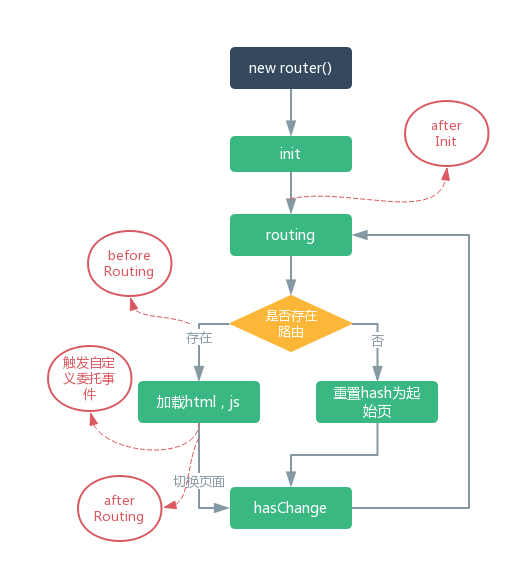 new router()
after
Init
init
routing
before
Routing
是否存在
路由
存在
否
触发自定
义委托事
件
加载html , js
重置hash为起
始页
切换页面
after
Routing
hasChange